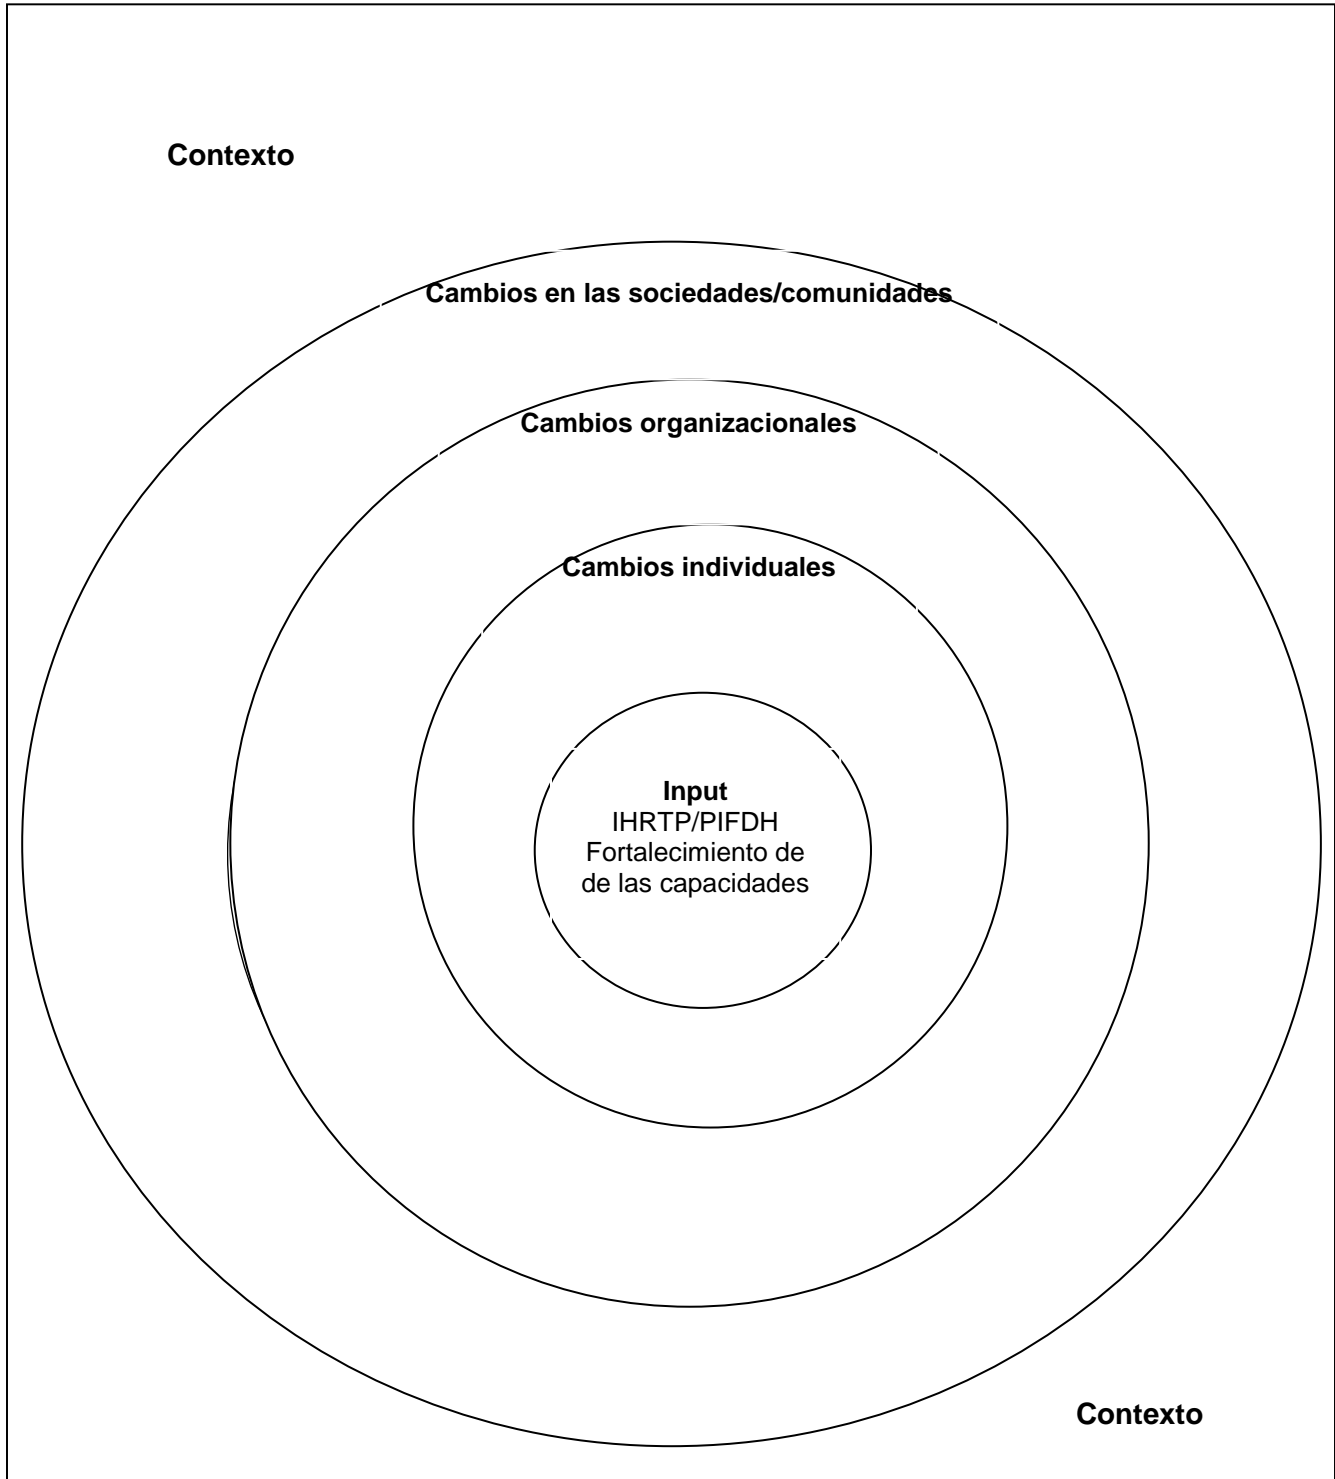 Contexto
Cambios en las sociedades/comunidades
Cambios organizacionales
Cambios individuales
Input
IHRTP/PIFDH
Fortalecimiento de
de las capacidades
Contexto